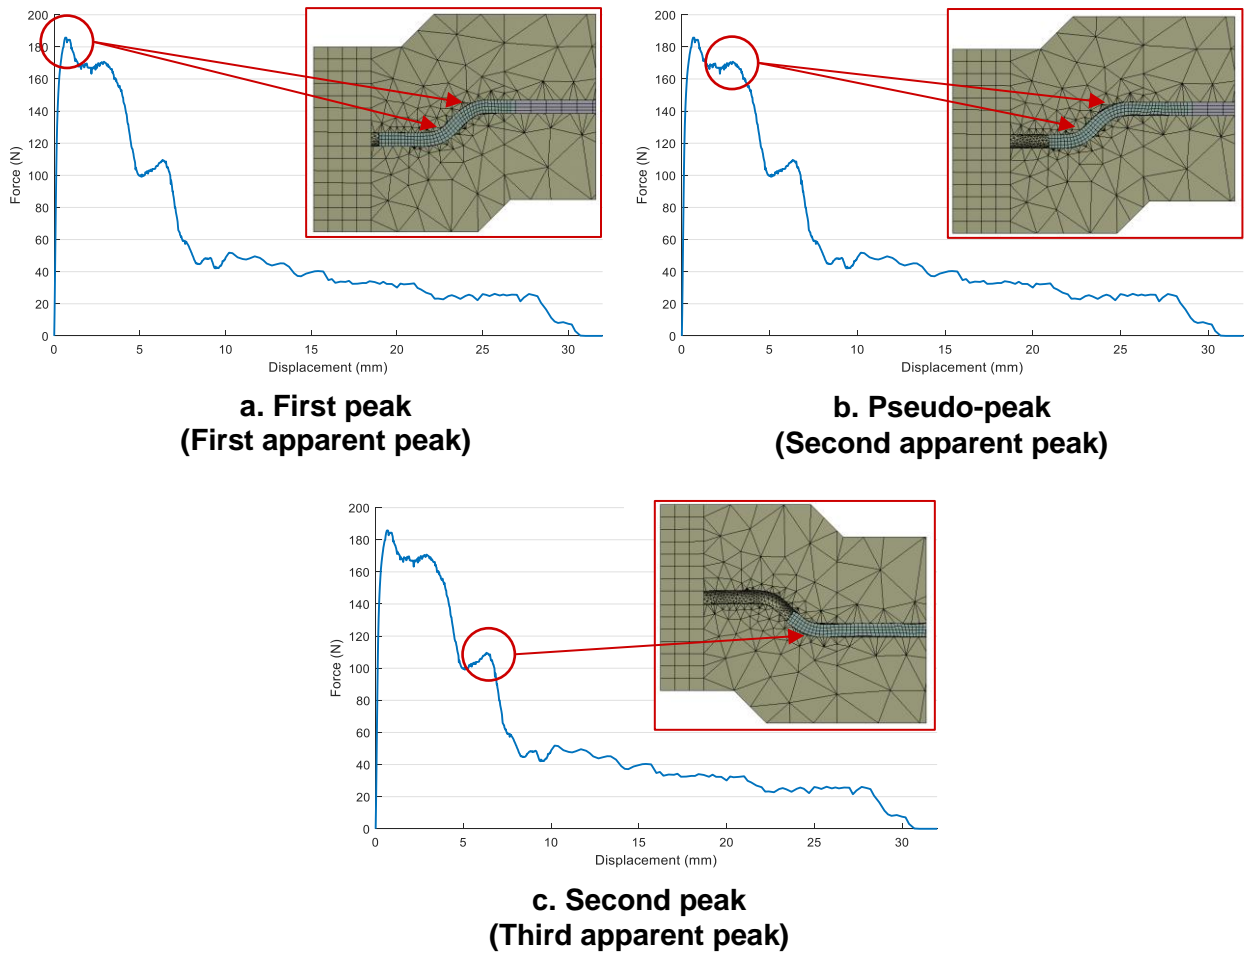 200
180
160
140
120
100
80
60
40
20
0
Force (N)
0 5 10 15 20 25 30
Displacement (mm)
a. First peak
(First apparent peak)
200
180
160
140
120
100
80
60
40
20
0
Force (N)
0 5 10 15 20 25 30
Displacement (mm)
b. Pseudo-peak
(Second apparent peak)
200
180
160
140
120
100
80
60
40
20
0
Force (N)
0 5 10 15 20 25 30
Displacement (mm)
c. Second peak
(Third apparent peak)